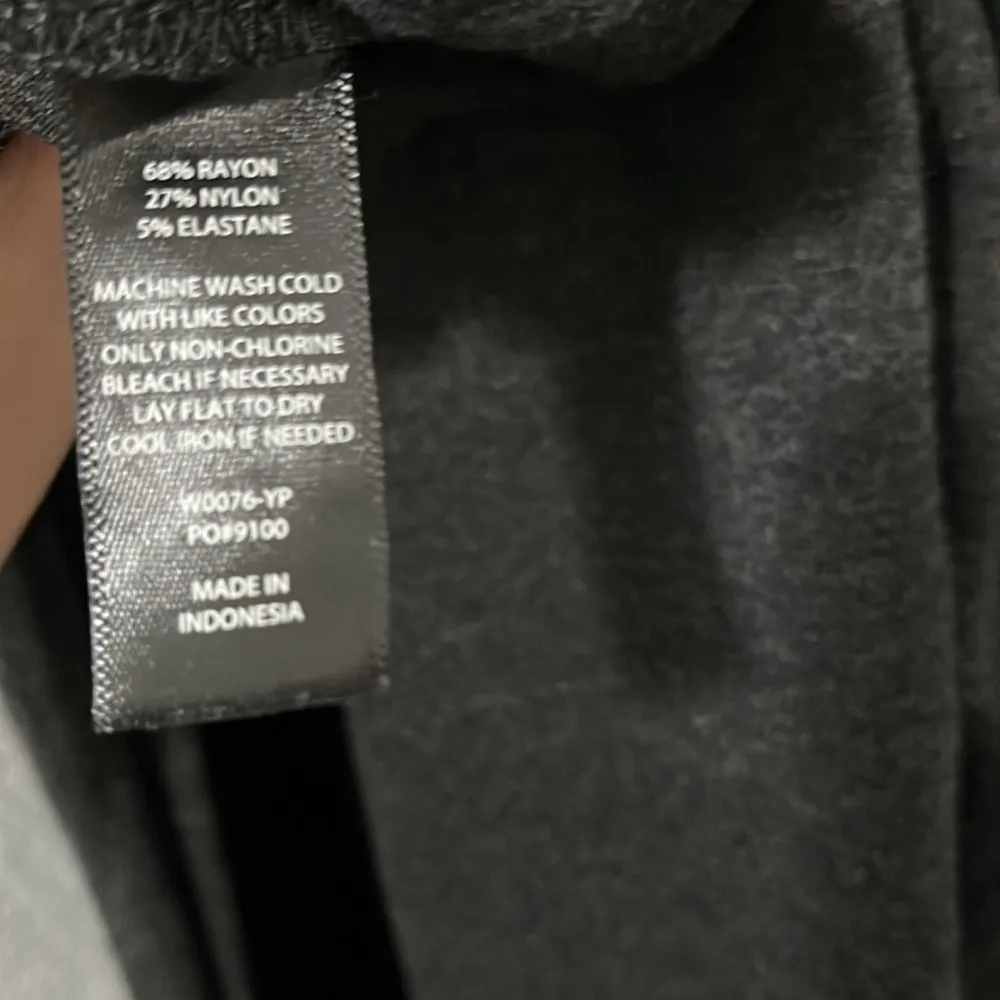 68% RAYON
27% NYLON
5% ELASTANE
MACHINE WASH COLD
WITH LIKE COLORS
ONLY NON-CHLORINE
BLEACH IF NECESSARY
LAY FLAT TO DRY
COOL IRON IF NEEDED
W0076-YP
PO#9100
MADE IN
INDONESIA